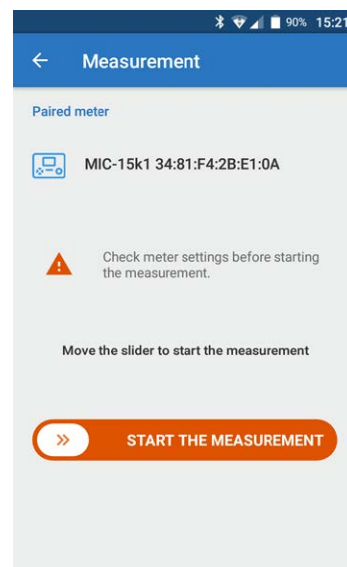 90% 15:21
Measurement
Paired meter
MIC-15k1 34:81:F4:2B:E1:0A
Check meter settings before starting
the measurement.
Move the slider to start the measurement
START THE MEASUREMENT